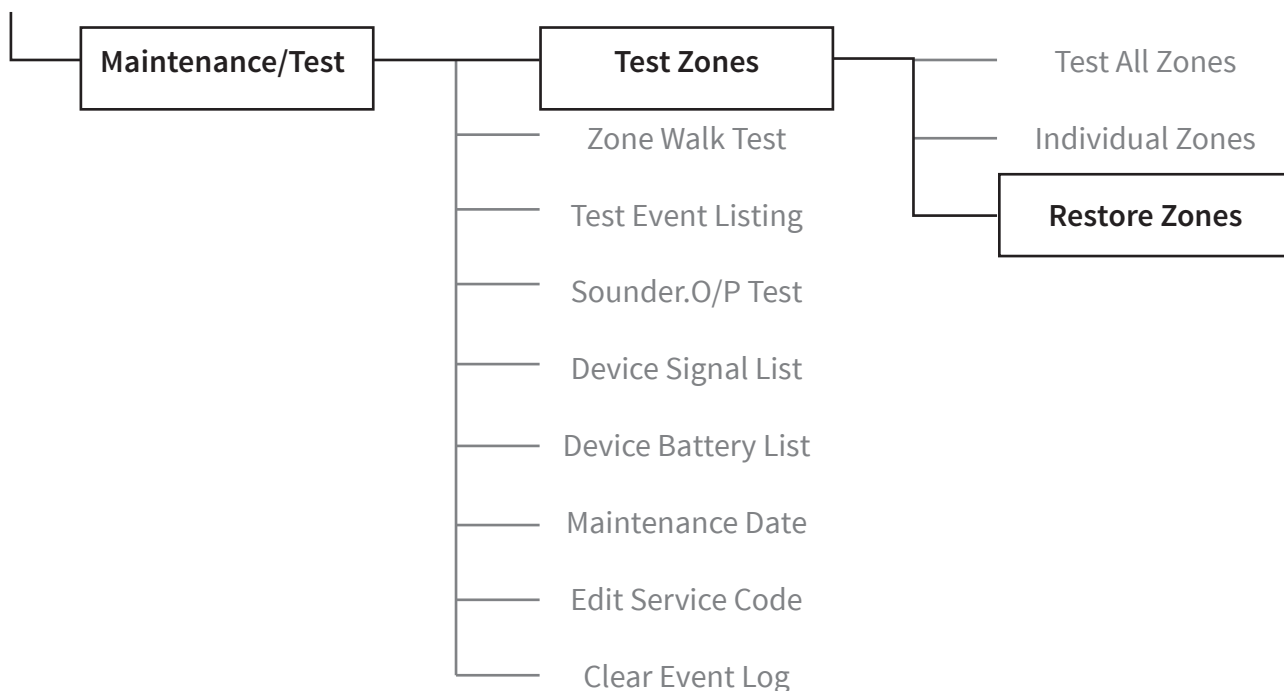 Maintenance/Test
Test Zones
Test All Zones
Zone Walk Test
Individual Zones
Test Event Listing
Restore Zones
Sounder.O/P Test
Device Signal List
Device Battery List
Maintenance Date
Edit Service Code
Clear Event Log